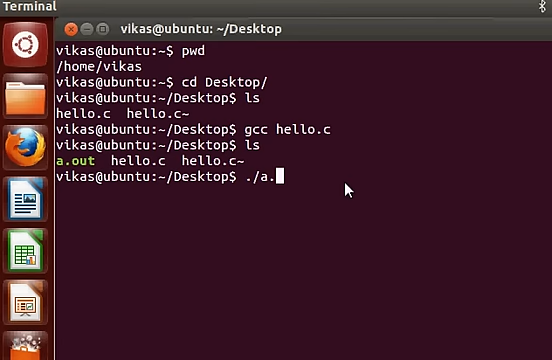 Terminal
vikas@ubuntu: ~/Desktop
vikas@ubuntu:~$ pwd
/home/vikas
vikas@ubuntu:~$ cd Desktop/
vikas@ubuntu:~/Desktop$ ls
hello.c  hello.c~
vikas@ubuntu:~/Desktop$ gcc hello.c
vikas@ubuntu:~/Desktop$ ls
a.out  hello.c  hello.c~
vikas@ubuntu:~/Desktop$ ./a.